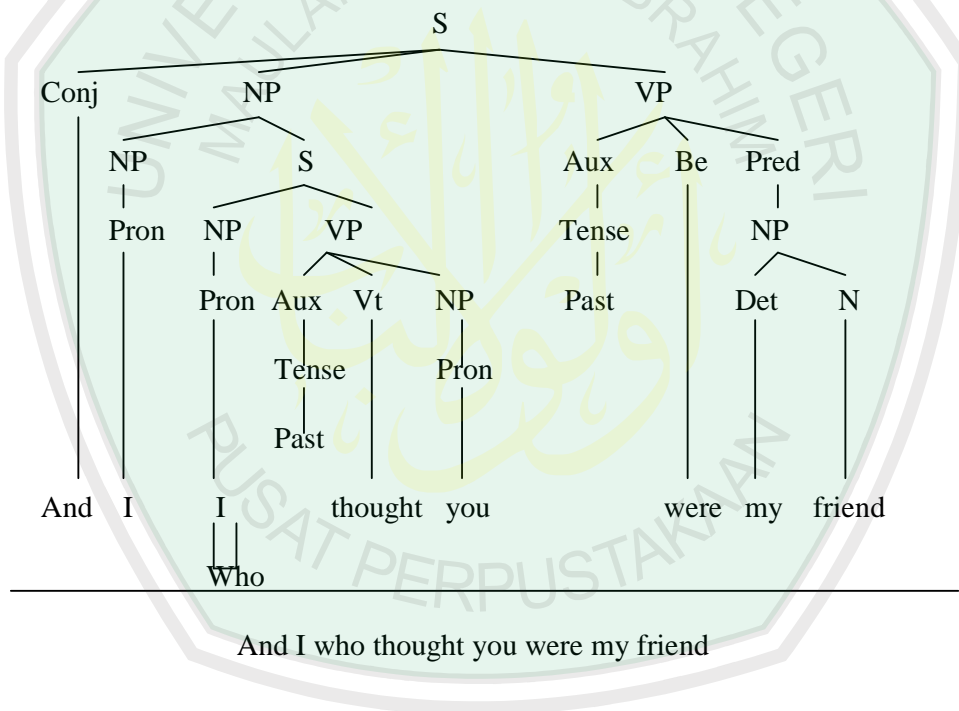 S
Conj NP VP
NP S Aux Be Pred
Pron NP VP Tense NP
Pron Aux Vt NP Past Det N
Tense Pron
Past
And I I thought you were my friend
Who
And I who thought you were my friend
PUSAT PERPUSTAKAAN